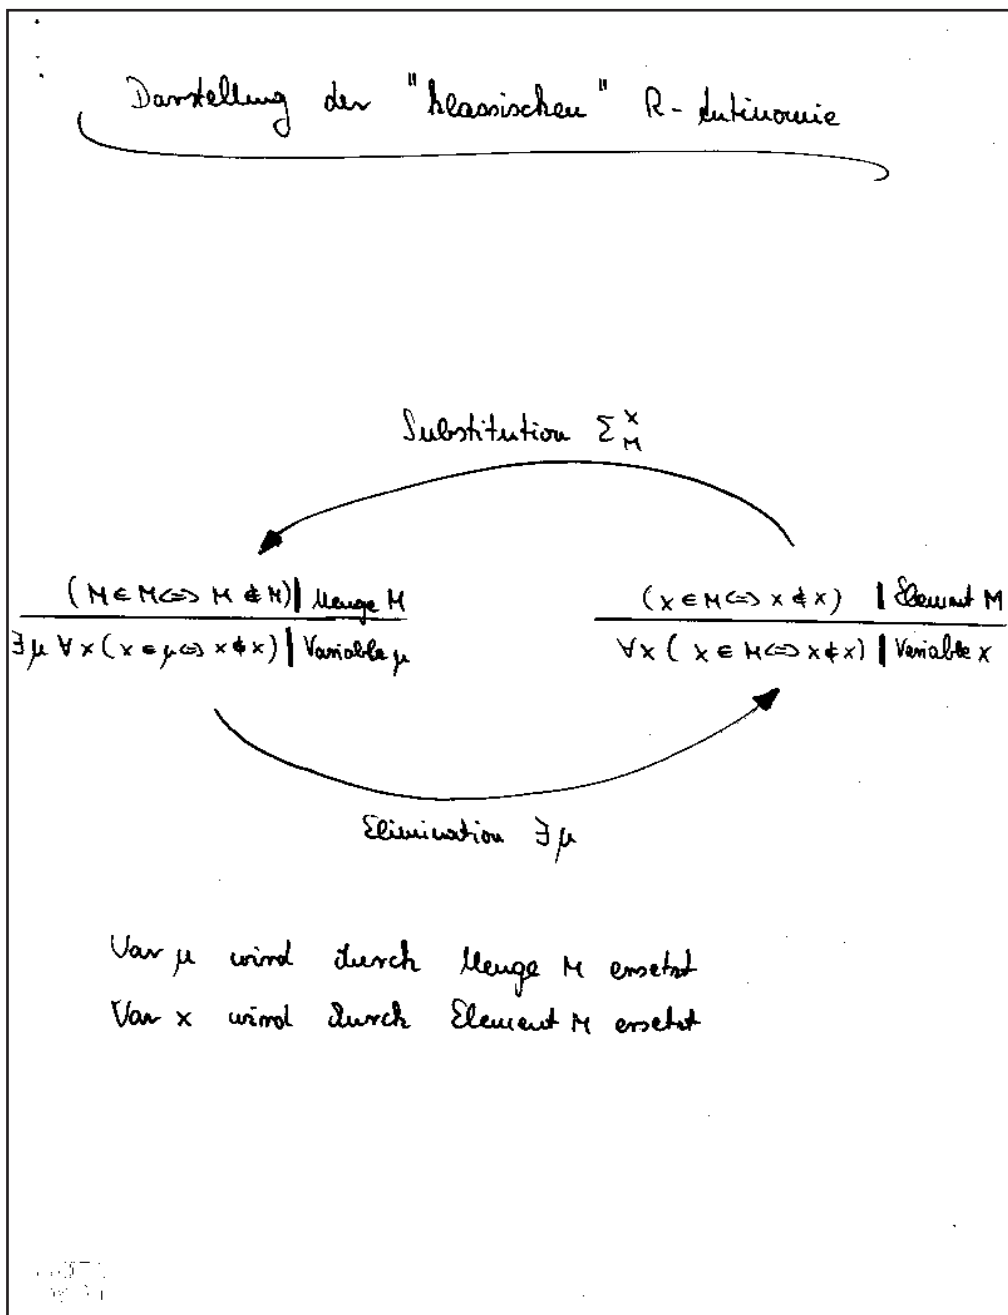 Darstellung der "klassischen" R-Antinomie
Substitution Σ x M
(M ∈ M ⇔ M ∉ M) | Menge M
∃μ ∀x (x ∈ μ ⇔ x ∉ x) | Variable μ
(x ∈ M ⇔ x ∉ x) | Element M
∀x (x ∈ M ⇔ x ∉ x) | Variable x
Elimination ∃μ
Var μ wird durch Menge M ersetzt
Var x wird durch Element M ersetzt